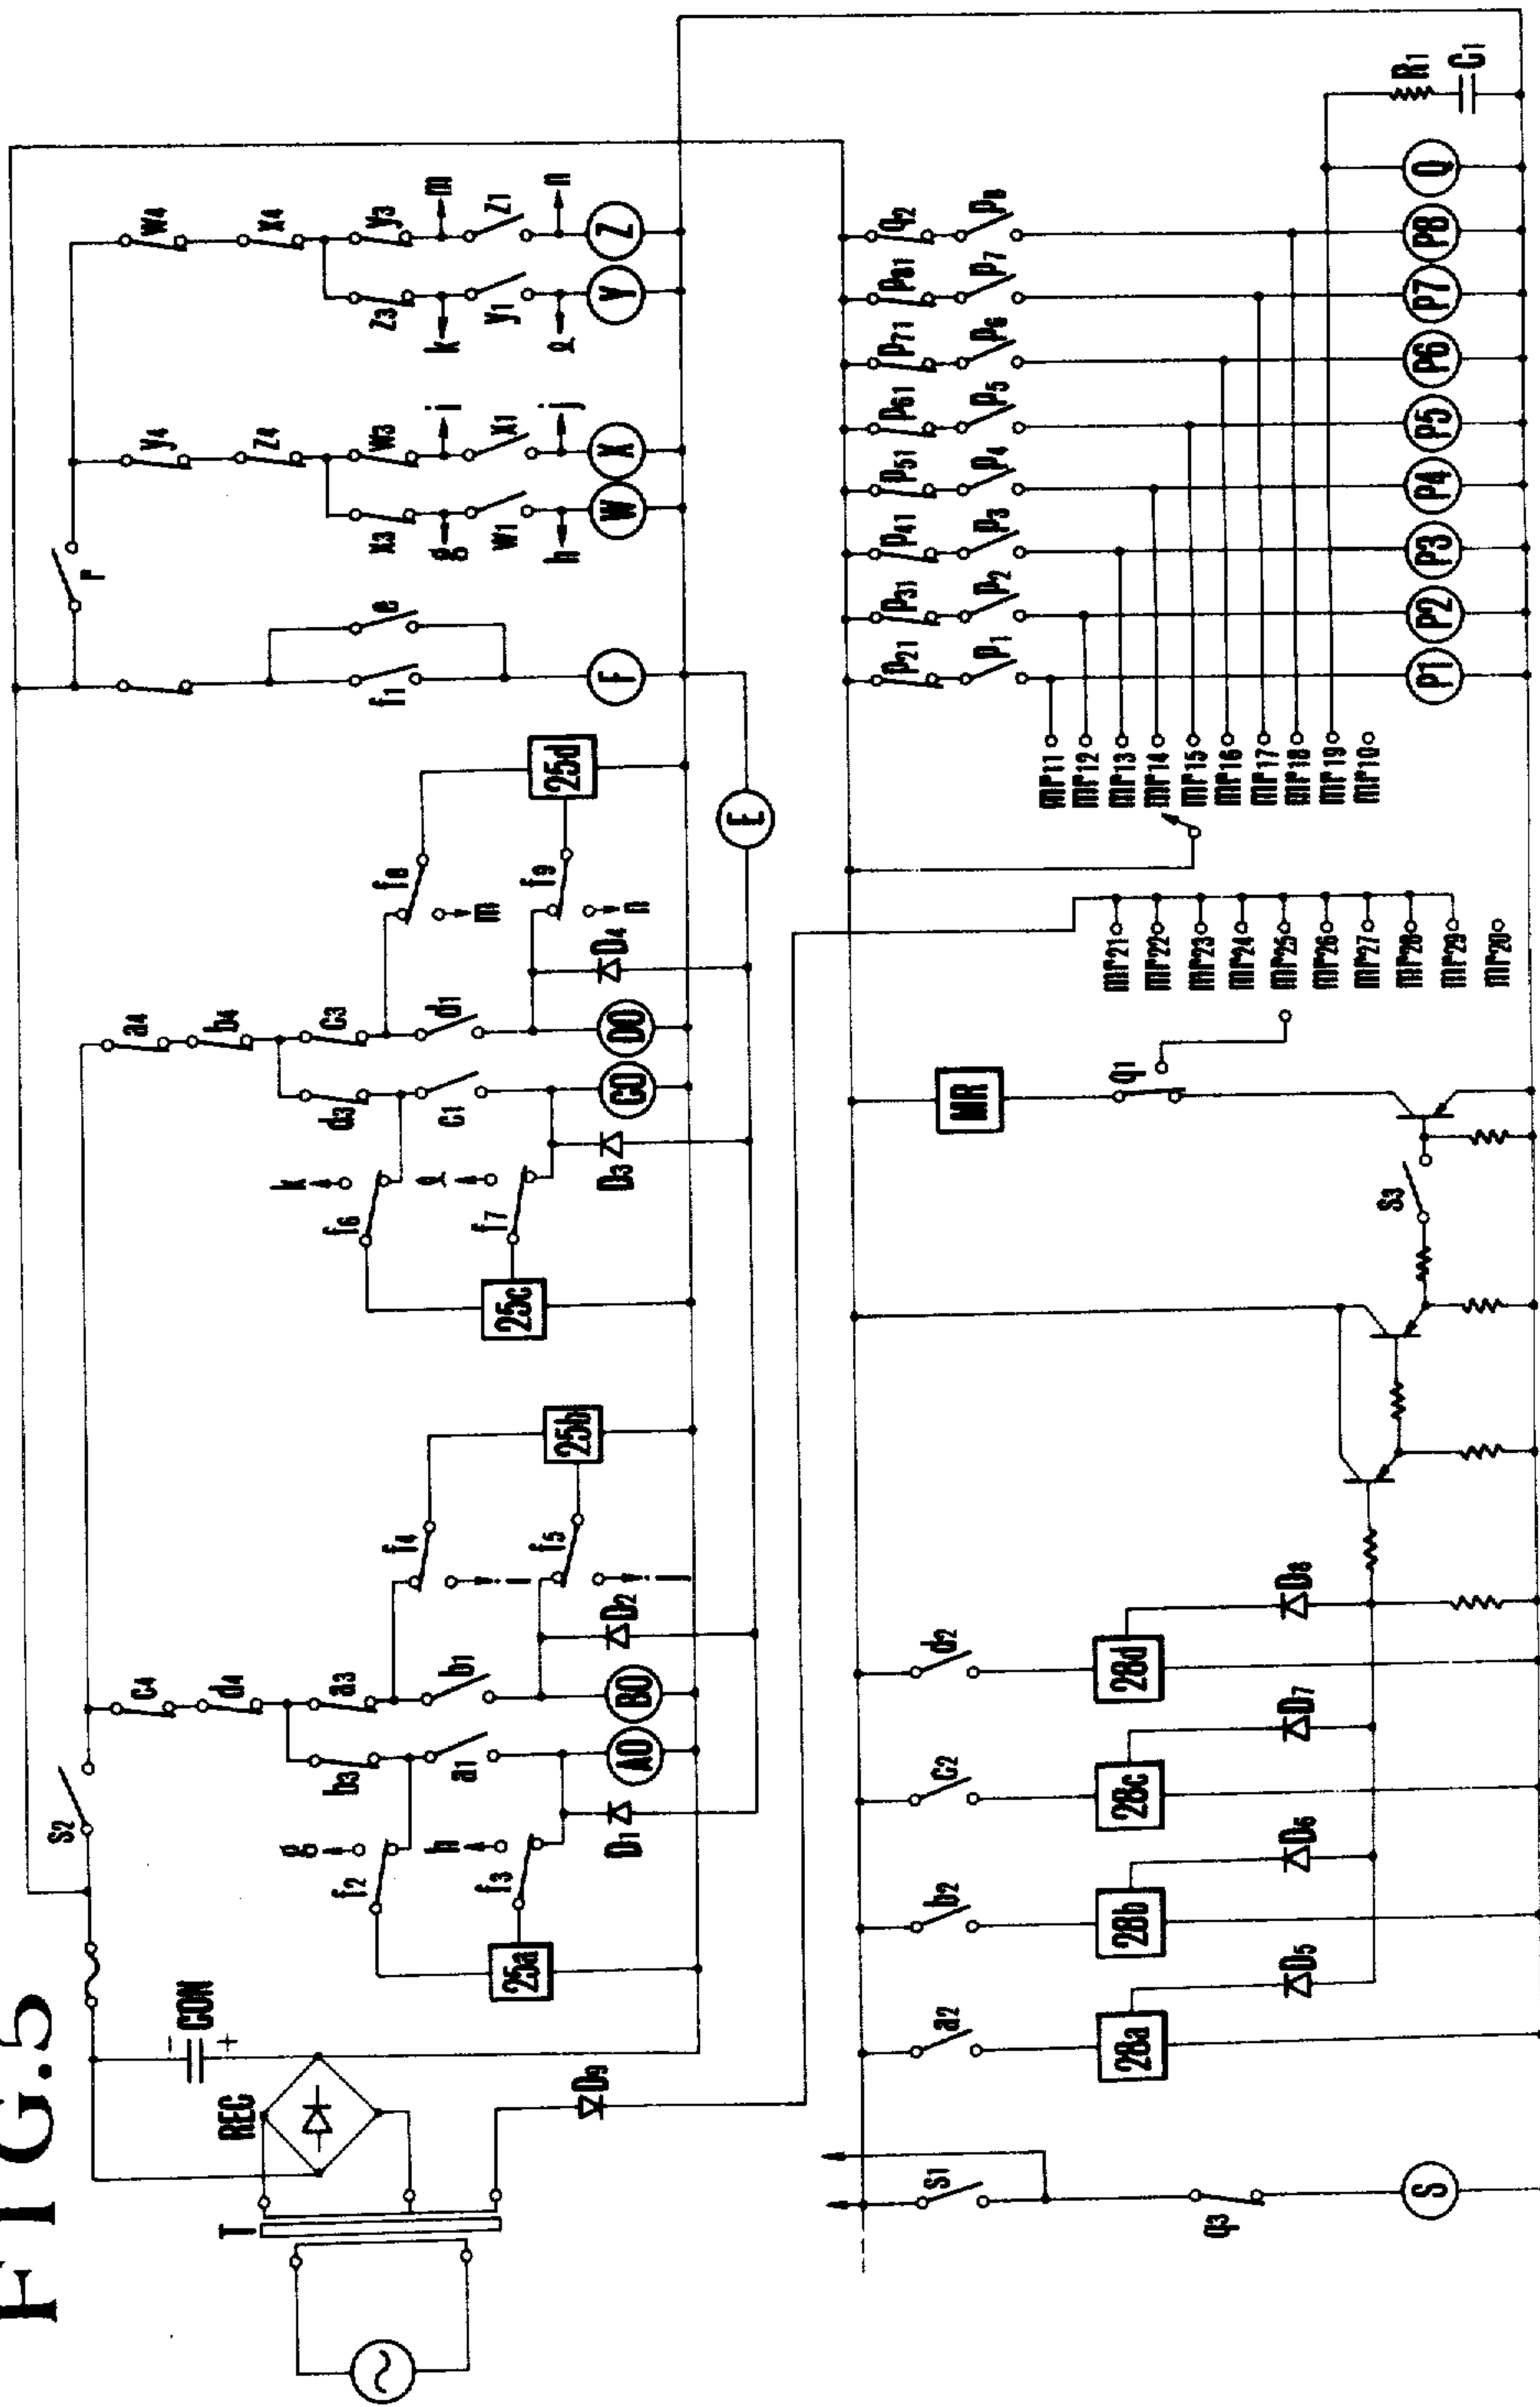 FIG.5
T
REC
CON
− +
D9
S2
C4
d4
b3
a3
a1
b1
g
f2
h
f3
25a
D1
AO
BO
D2
f4
i
f5
j
25b
a4
b4
d3
c3
c1
d1
k
f6
ℓ
f7
25c
D3
CO
DO
D4
f8
m
f9
n
25d
E
f1
e
F
r
y4
z4
x3
w3
g
i
w1
x1
h
j
W
X
w4
x4
z3
y3
k
m
y1
z1
ℓ
n
Y
Z
S1
q3
S
a2
28a
D5
b2
28b
D6
c2
28c
D7
d2
28d
D8
S3
MR
q1
mr21
mr22
mr23
mr24
mr25
mr26
mr27
mr28
mr29
mr20
mr11
mr12
mr13
mr14
mr15
mr16
mr17
mr18
mr19
mr10
P21
P31
P41
P51
P61
P71
P81
q2
P1
P2
P3
P4
P5
P6
P7
P8
P1
P2
P3
P4
P5
P6
P7
P8
Q
R1
C1